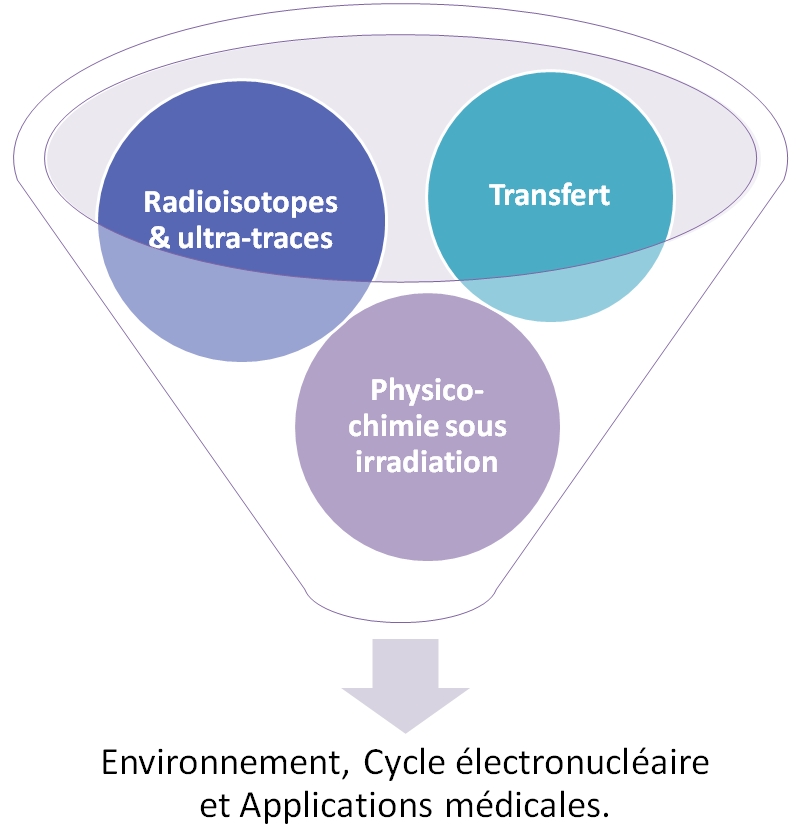 Radioisotopes
& ultra-traces
Transfert
Physico-
chimie sous
irradiation
Environnement, Cycle électronucléaire
et Applications médicales.